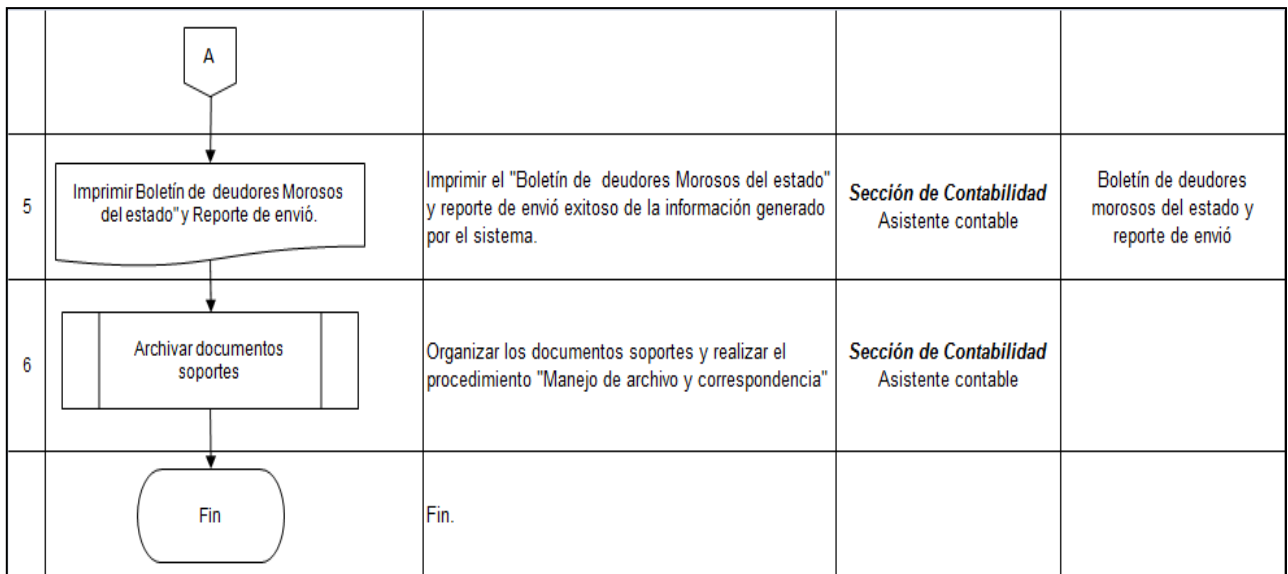 A
5
Imprimir Boletín de deudores Morosos
del estado" y Reporte de envió.
Imprimir el "Boletín de deudores Morosos del estado"
y reporte de envió exitoso de la información generado
por el sistema.
Sección de Contabilidad
Asistente contable
Boletín de deudores
morosos del estado y
reporte de envió
6
Archivar documentos
soportes
Organizar los documentos soportes y realizar el
procedimiento "Manejo de archivo y correspondencia"
Sección de Contabilidad
Asistente contable
Fin
Fin.